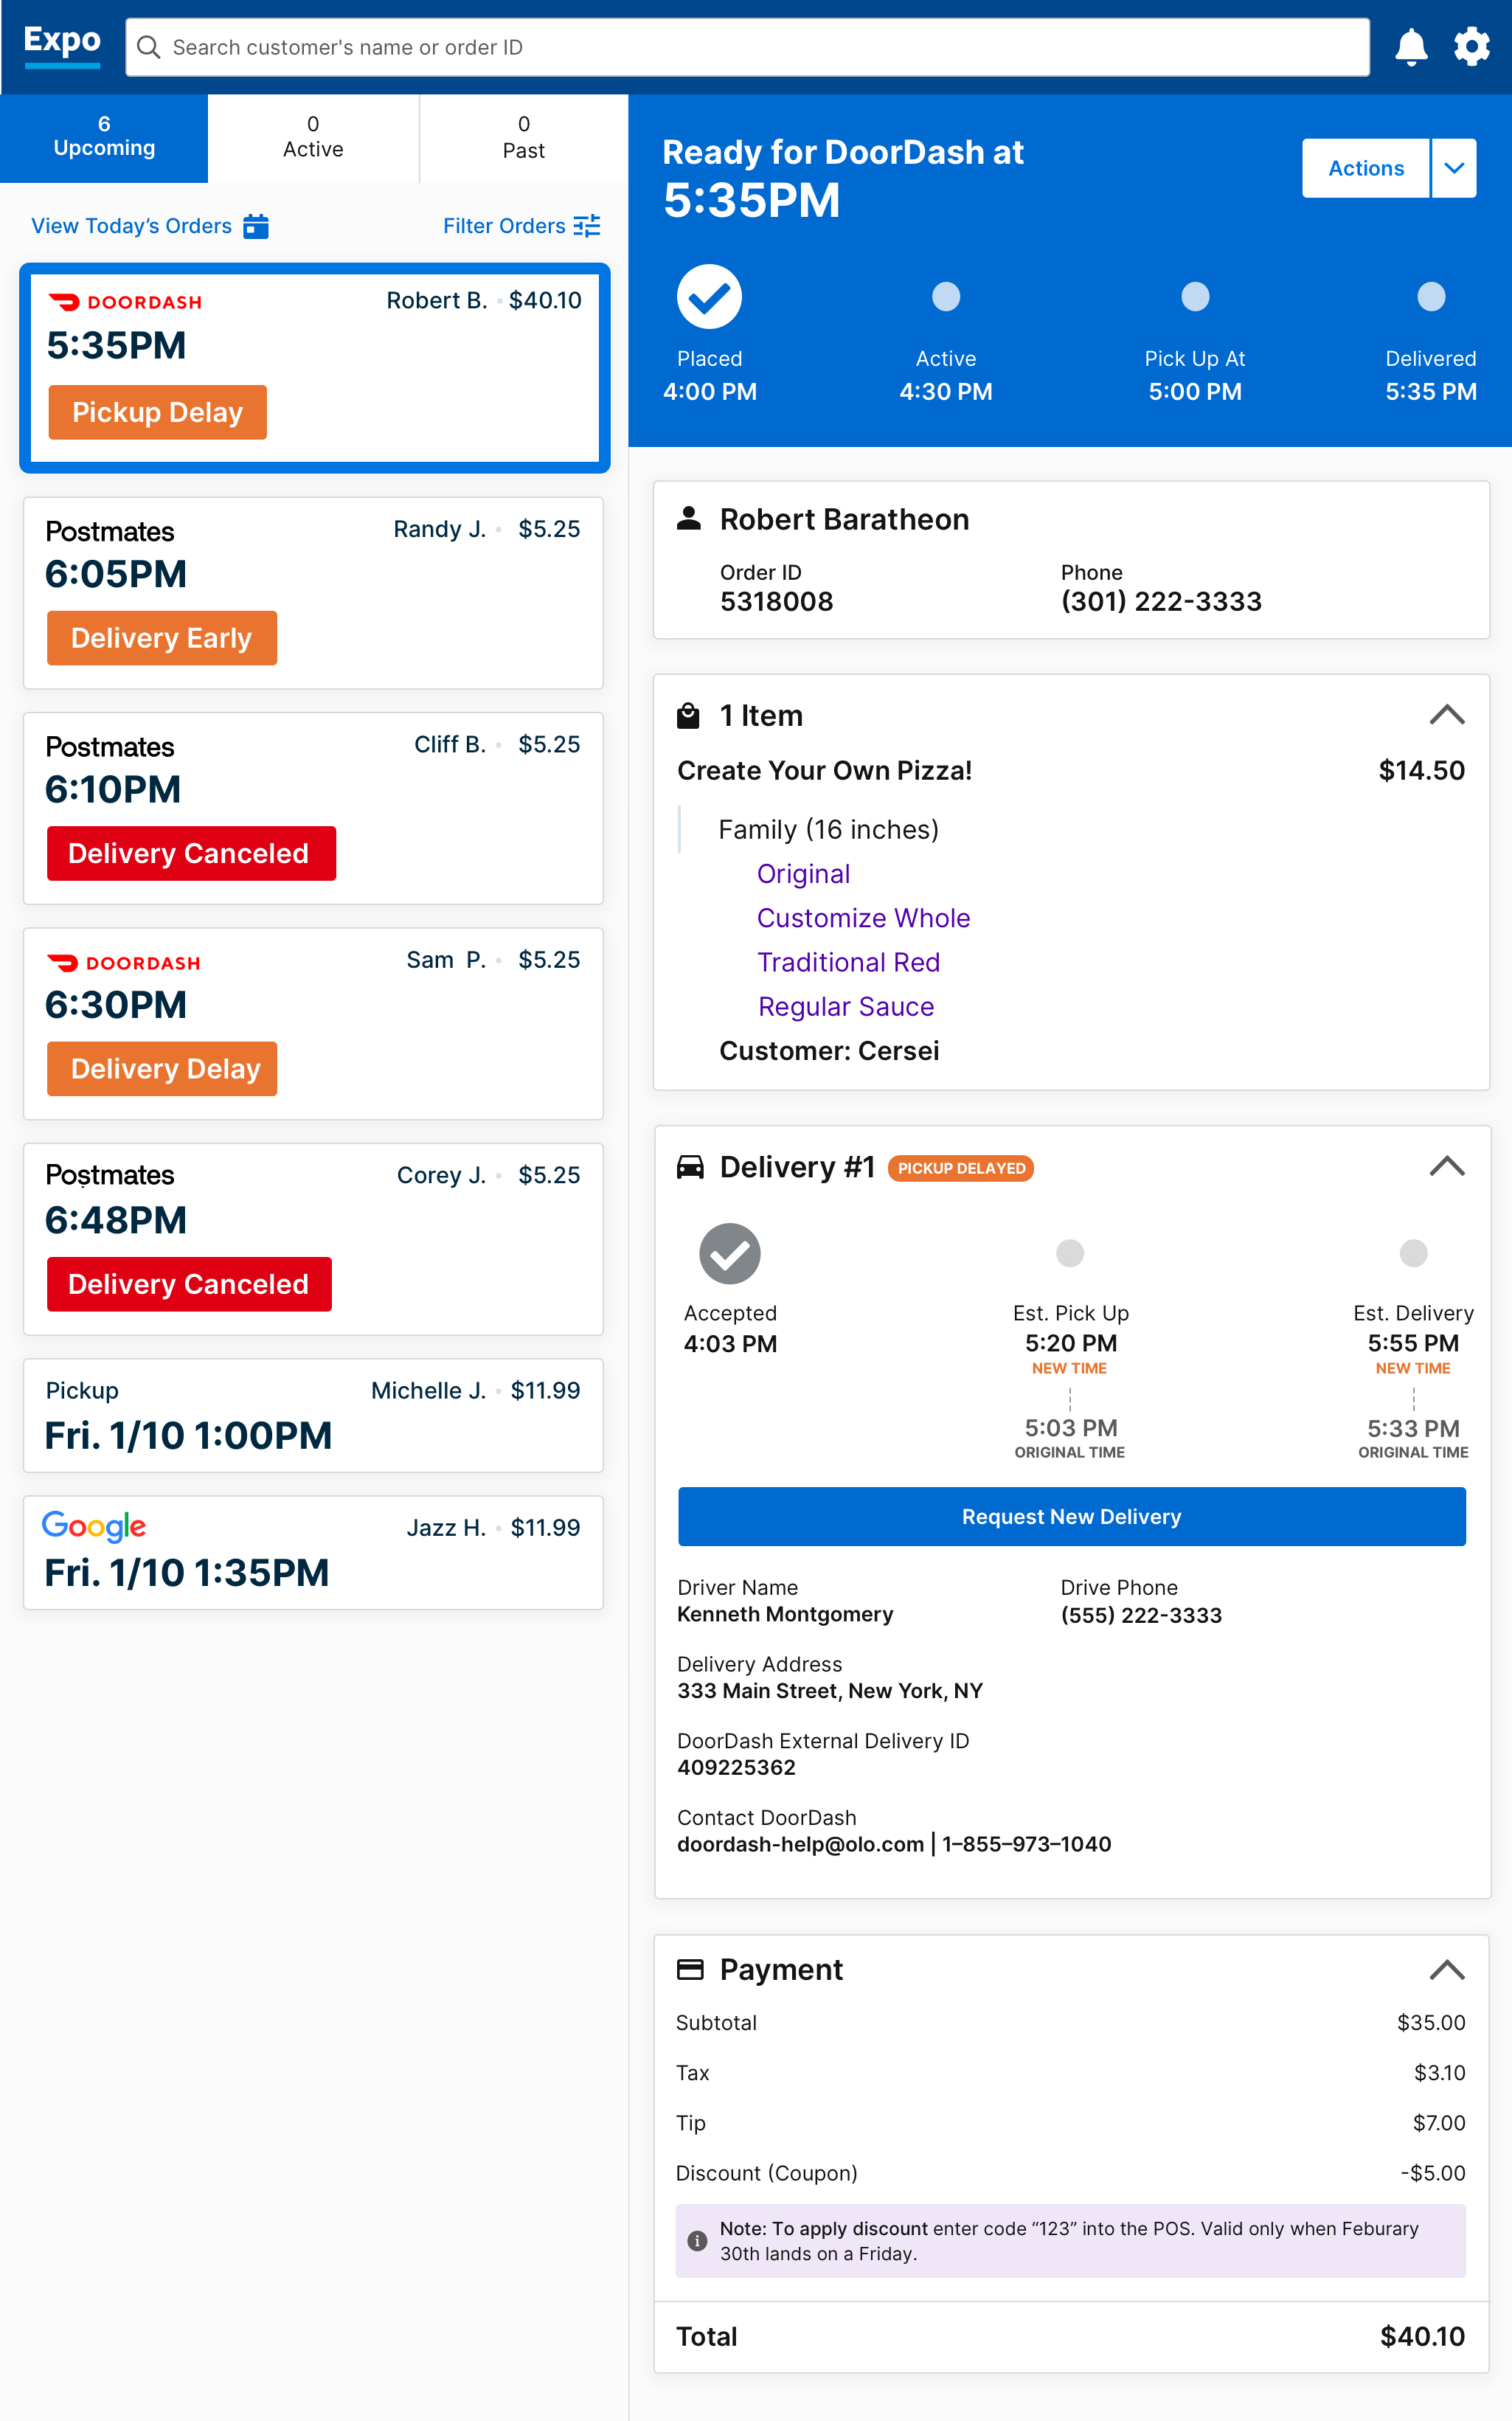 Expo
Search customer's name or order ID
6
Upcoming
0
Active
0
Past
View Today’s Orders
Filter Orders
DOORDASH
Robert B. • $40.10
5:35PM
Pickup Delay
Postmates
Randy J. • $5.25
6:05PM
Delivery Early
Postmates
Cliff B. • $5.25
6:10PM
Delivery Canceled
DOORDASH
Sam P. • $5.25
6:30PM
Delivery Delay
Postmates
Corey J. • $5.25
6:48PM
Delivery Canceled
Pickup
Michelle J. • $11.99
Fri. 1/10 1:00PM
Google
Jazz H. • $11.99
Fri. 1/10 1:35PM
Ready for DoorDash at
5:35PM
Actions
Placed
4:00 PM
Active
4:30 PM
Pick Up At
5:00 PM
Delivered
5:35 PM
Robert Baratheon
Order ID
5318008
Phone
(301) 222-3333
1 Item
Create Your Own Pizza!
$14.50
Family (16 inches)
Original
Customize Whole
Traditional Red
Regular Sauce
Customer: Cersei
Delivery #1
PICKUP DELAYED
Accepted
4:03 PM
Est. Pick Up
5:20 PM
NEW TIME
5:03 PM
ORIGINAL TIME
Est. Delivery
5:55 PM
NEW TIME
5:33 PM
ORIGINAL TIME
Request New Delivery
Driver Name
Kenneth Montgomery
Drive Phone
(555) 222-3333
Delivery Address
333 Main Street, New York, NY
DoorDash External Delivery ID
409225362
Contact DoorDash
doordash-help@olo.com | 1–855–973–1040
Payment
Subtotal
$35.00
Tax
$3.10
Tip
$7.00
Discount (Coupon)
-$5.00
Note: To apply discount enter code “123” into the POS. Valid only when Feburary
30th lands on a Friday.
Total
$40.10